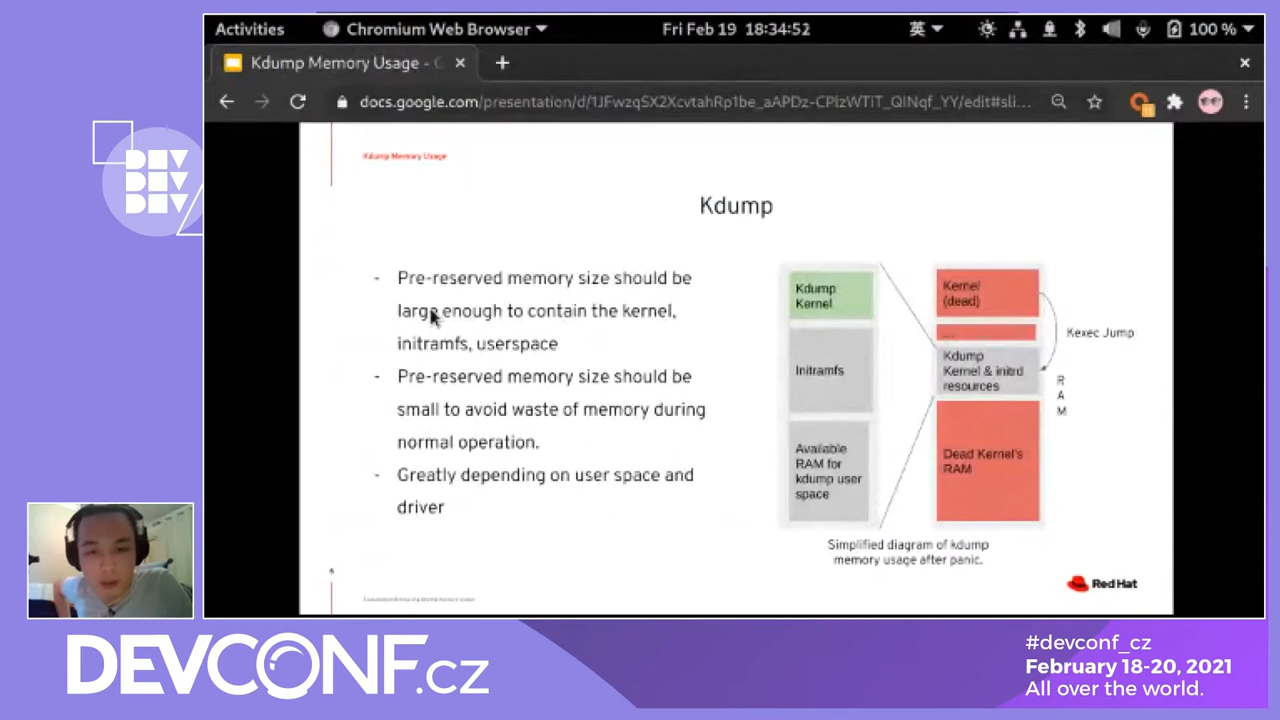 Activities
Chromium Web Browser
Fri Feb 19 18:34:52
英
100 %
Kdump Memory Usage - G
docs.google.com/presentation/d/1JFwzqSX2XcvtahRp1be_aAPDz-CPlzWTiT_QINqf_YY/edit#sli...
DEV
DEV
DEV
Kdump Memory Usage
Kdump
- Pre-reserved memory size should be
large enough to contain the kernel,
initramfs, userspace
- Pre-reserved memory size should be
small to avoid waste of memory during
normal operation.
- Greatly depending on user space and
driver
Kdump
Kernel
Initramfs
Available
RAM for
kdump user
space
Kernel
(dead)
....
Kdump
Kernel & initrd
resources
Dead Kernel's
RAM
Kexec Jump
R
A
M
Simplified diagram of kdump
memory usage after panic.
6
Red Hat
DEVCONF.cz
#devconf_cz
February 18-20, 2021
All over the world.